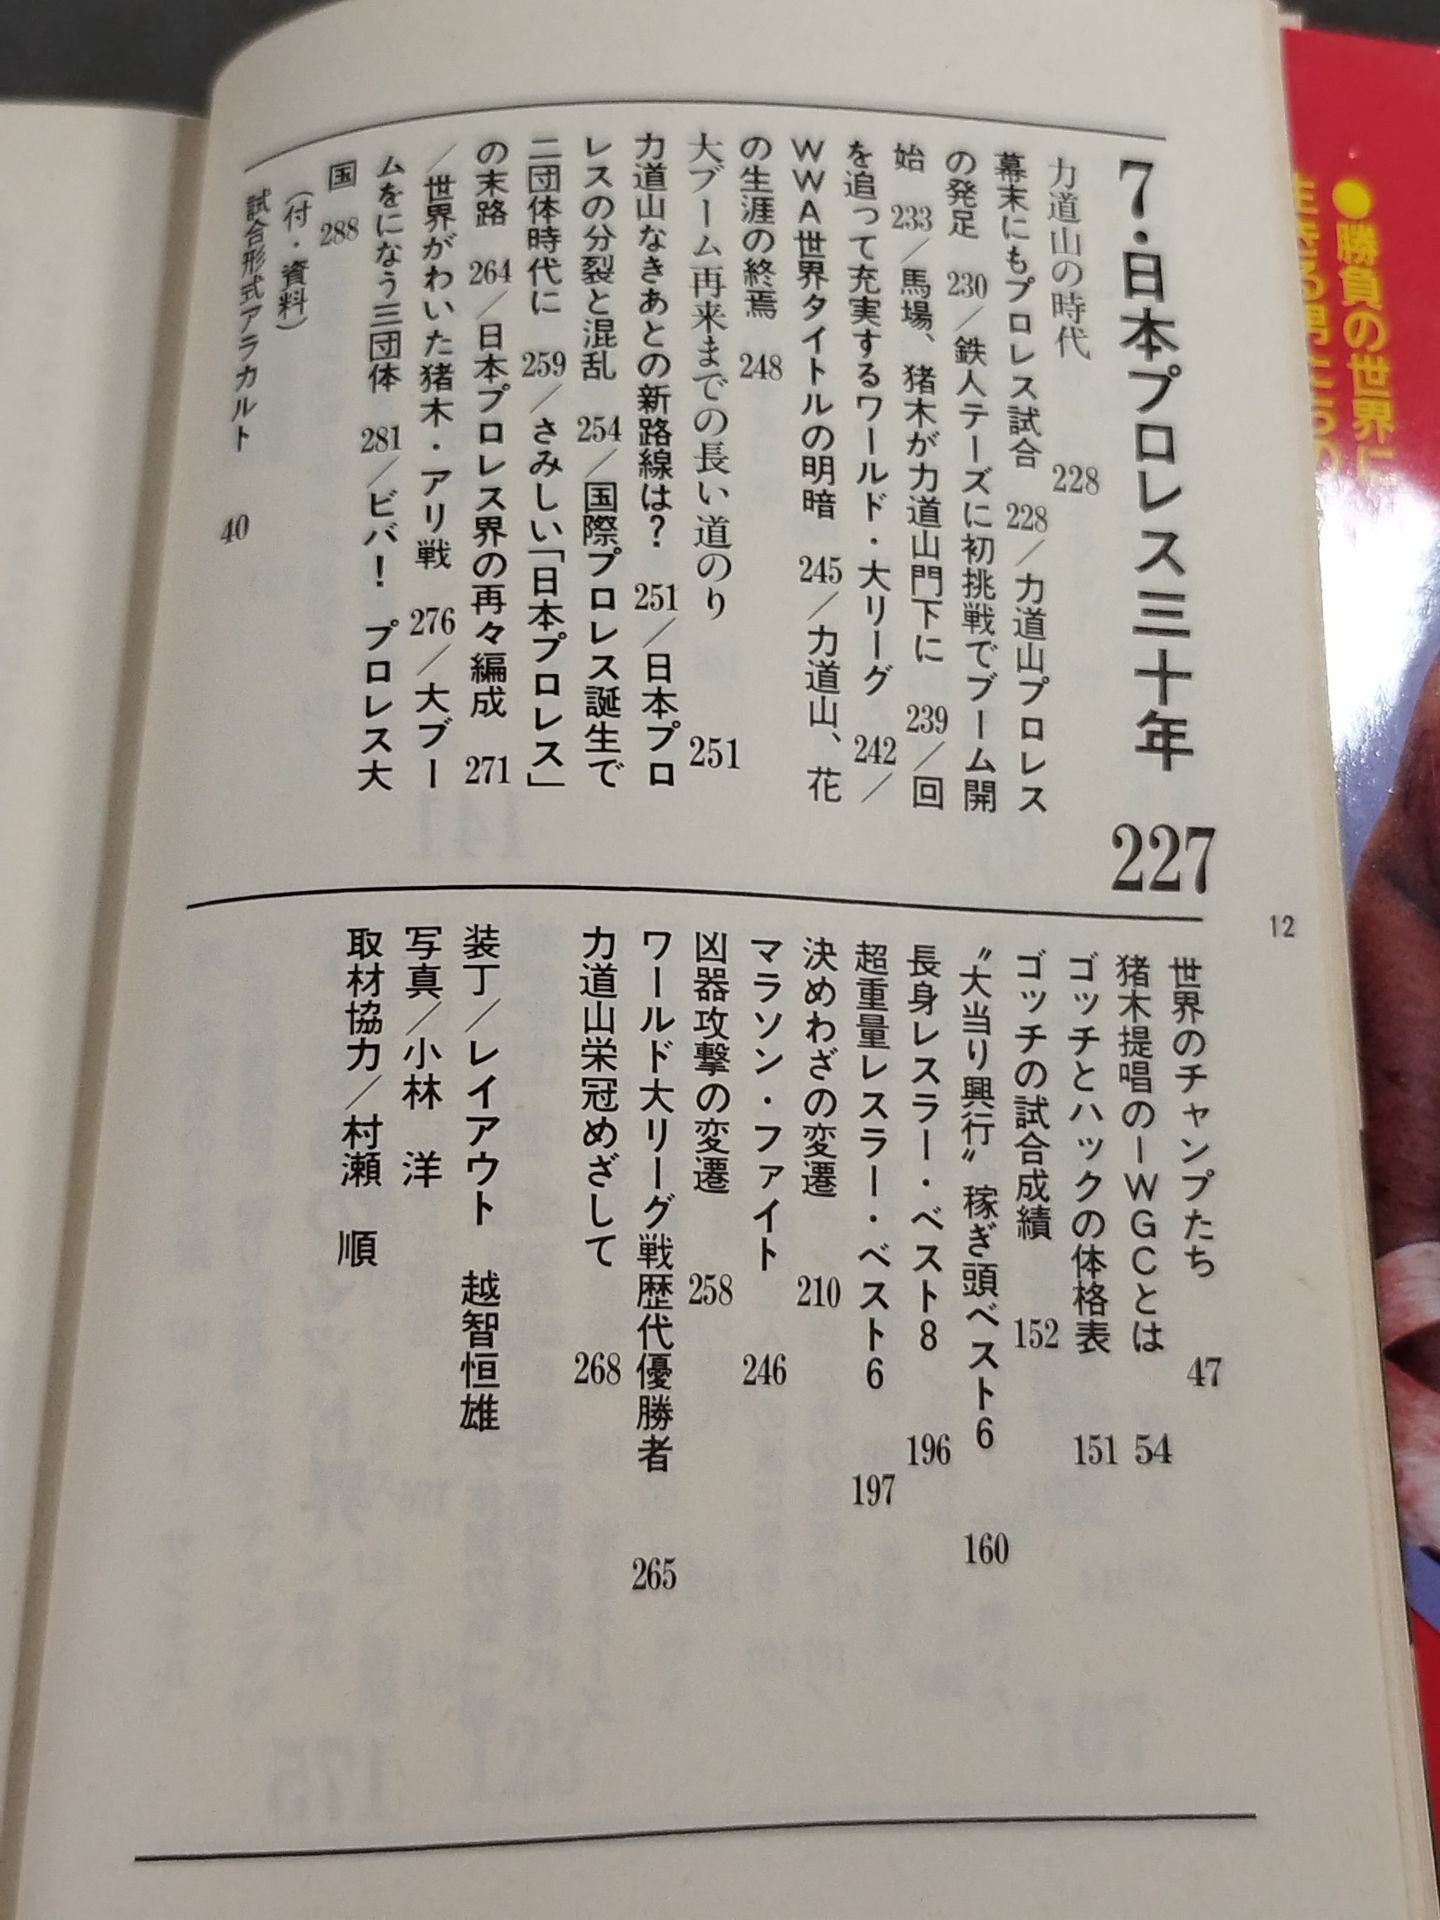 7・日本プロレス三十年 227
力道山の時代 228
幕末にもプロレス試合 228／力道山プロレス
の発足 230／鉄人テーズに初挑戦でブーム開
始 233／馬場、猪木が力道山門下に 239／回
を追って充実するワールド・大リーグ 242／
WWA世界タイトルの明暗 245／力道山、花
の生涯の終焉 248
大ブーム再来までの長い道のり 251
力道山なきあとの新路線は？ 251／日本プロ
レスの分裂と混乱 254／国際プロレス誕生で
二団体時代に 259／さみしい「日本プロレス」
の末路 264／日本プロレス界の再々編成 271
／世界がわいた猪木・アリ戦 276／大ブー
ムをになう三団体 281／ビバ！ プロレス大
国 288
（付・資料）
試合形式アラカルト 40
12
世界のチャンプたち 47
猪木提唱のIWGCとは 54
ゴッチとハックの体格表 151
ゴッチの試合成績 152
〝大当り興行〟稼ぎ頭ベスト6 160
長身レスラー・ベスト8 196
超重量レスラー・ベスト6 197
決めわざの変遷 210
マラソン・ファイト 246
凶器攻撃の変遷 258
ワールド大リーグ戦歴代優勝者 265
力道山栄冠めざして 268
装丁／レイアウト 越智恒雄
写真／小林 洋
取材協力／村瀬 順
●勝負の世界に